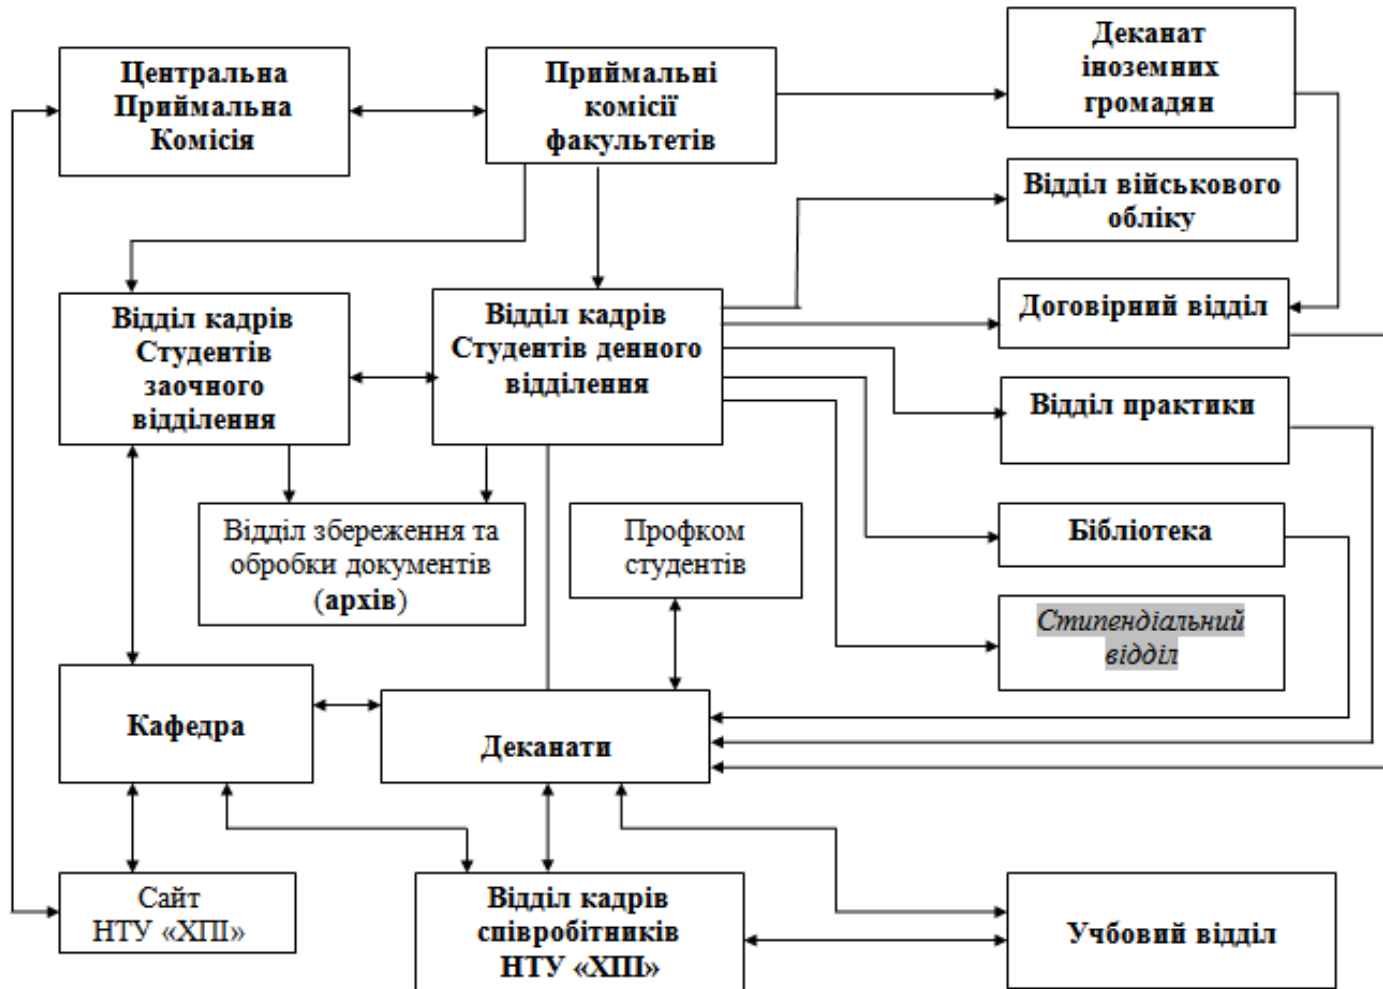 Центральна
Приймальна
Комісія
Приймальні
комісії
факультетів
Деканат
іноземних
громадян
Відділ військового
обліку
Відділ кадрів
Студентів
заочного
відділення
Відділ кадрів
Студентів денного
відділення
Договірний відділ
Відділ практики
Відділ збереження та
обробки документів
(архів)
Профком
студентів
Бібліотека
Стипендіальний
відділ
Кафедра
Деканати
Сайт
НТУ «ХПІ»
Відділ кадрів
співробітників
НТУ «ХПІ»
Учбовий відділ